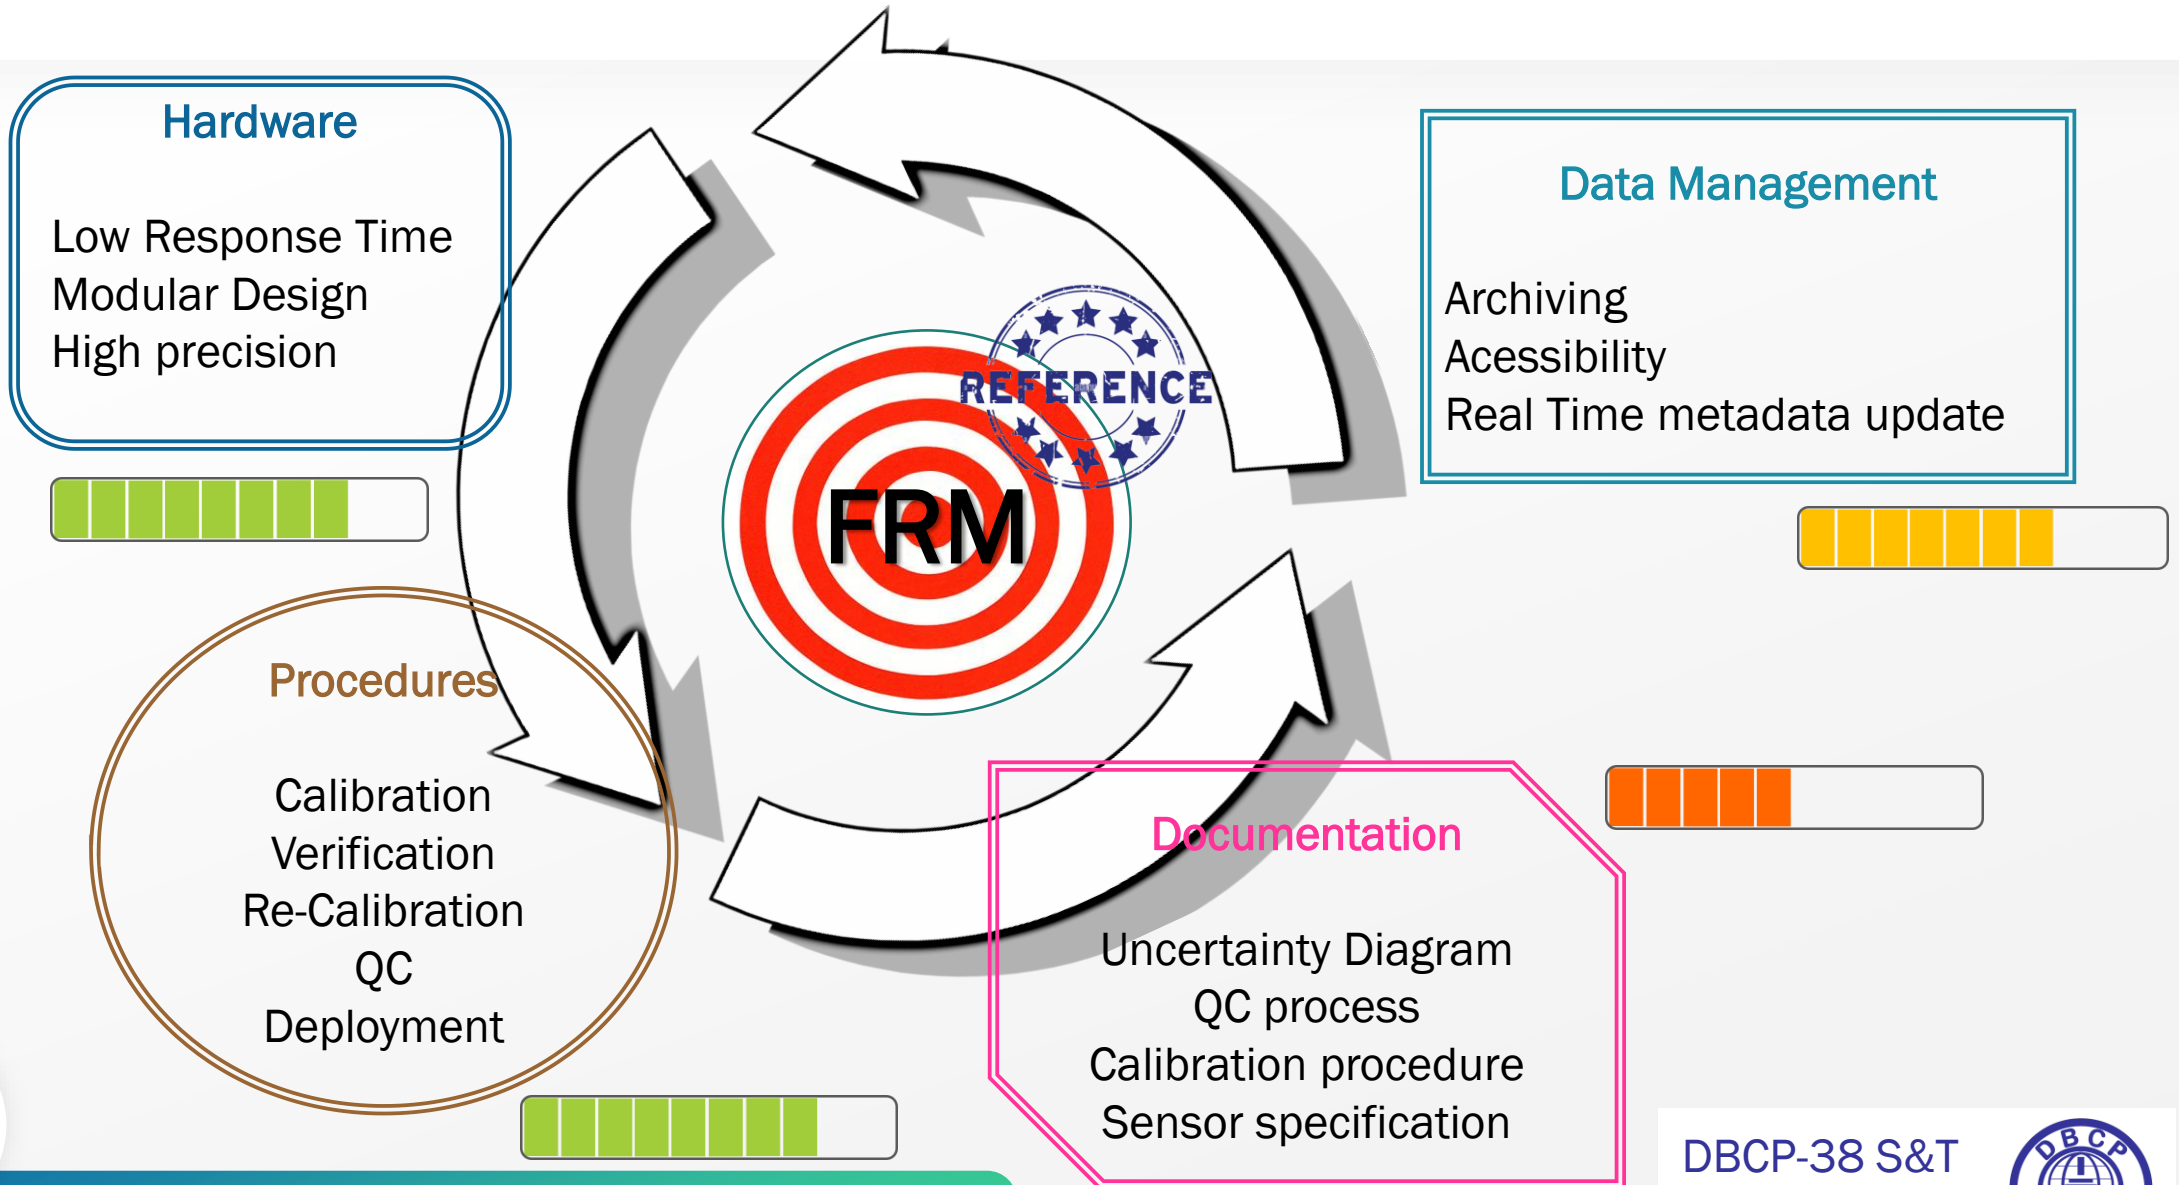 Hardware
Low Response Time
Modular Design
High precision
Data Management
Archiving
Acessibility
Real Time metadata update
REFERENCE
FRM
Procedures
Calibration
Verification
Re-Calibration
QC
Deployment
Documentation
Uncertainty Diagram
QC process
Calibration procedure
Sensor specification
DBCP-38 S&T
DBCP